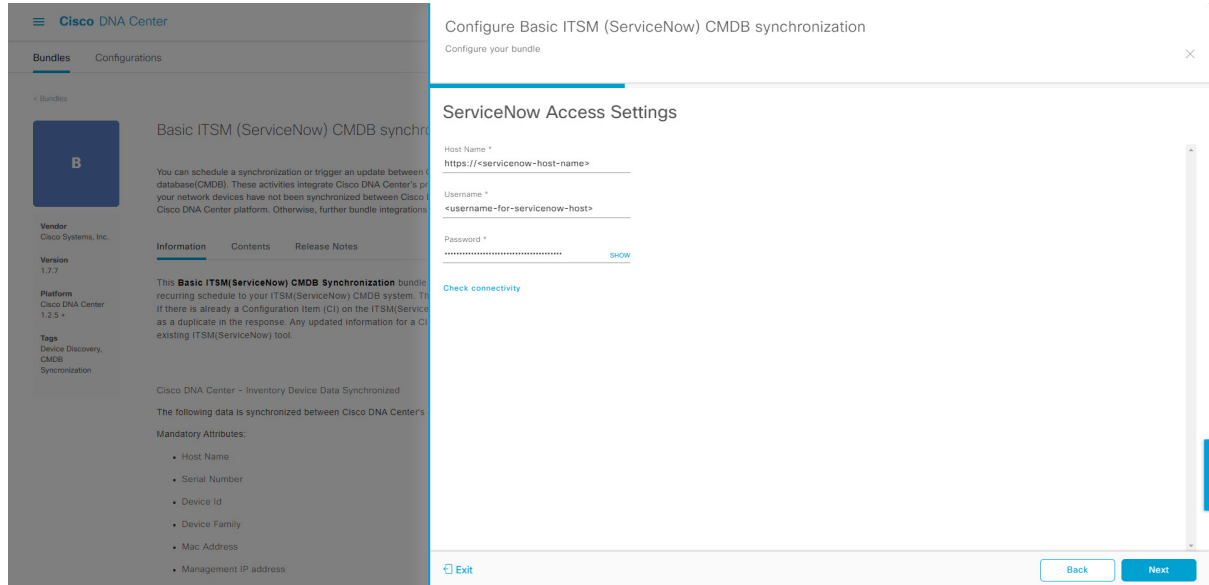 Cisco DNA Center
Bundles Configurations
< Bundles
B
Vendor
Cisco Systems, Inc.
Version
1.7.7
Platform
Cisco DNA Center
1.2.5 +
Tags
Device Discovery,
CMDB
Syncronization
Basic ITSM (ServiceNow) CMDB synchro
You can schedule a synchronization or trigger an update between
database(CMDB). These activities integrate Cisco DNA Center's pr
your network devices have not been synchronized between Cisco
Cisco DNA Center platform. Otherwise, further bundle integrations
Information Contents Release Notes
This Basic ITSM(ServiceNow) CMDB Synchronization bundle
recurring schedule to your ITSM(ServiceNow) CMDB system. Th
If there is already a Configuration Item (CI) on the ITSM(Service
as a duplicate in the response. Any updated information for a CI
existing ITSM(ServiceNow) tool.
Cisco DNA Center – Inventory Device Data Synchronized
The following data is synchronized between Cisco DNA Center's
Mandatory Attributes:
• Host Name
• Serial Number
• Device Id
• Device Family
• Mac Address
• Management IP address
Configure Basic ITSM (ServiceNow) CMDB synchronization
Configure your bundle
ServiceNow Access Settings
Host Name *
https://<servicenow-host-name>
Username *
<username-for-servicenow-host>
Password *
SHOW
Check connectivity
Exit
Back
Next